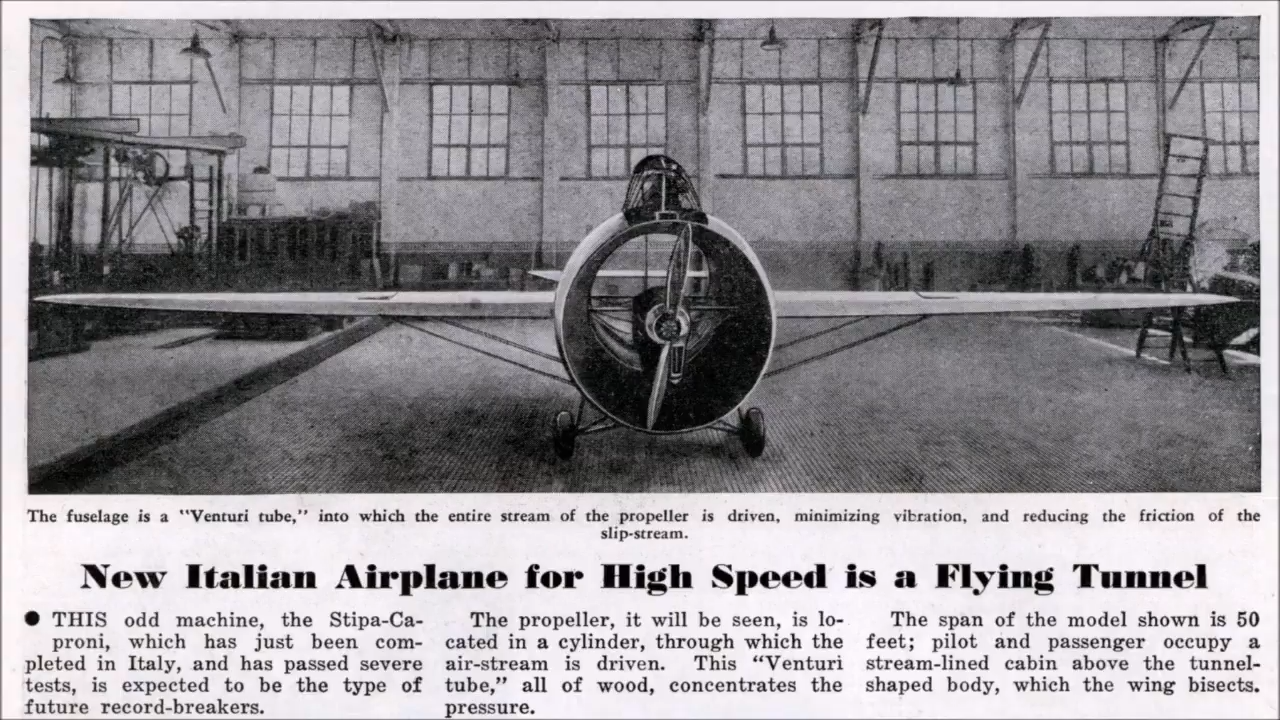 The fuselage is a "Venturi tube," into which the entire stream of the propeller is driven, minimizing vibration, and reducing the friction of the
slip-stream.
New Italian Airplane for High Speed is a Flying Tunnel
● THIS odd machine, the Stipa-Ca-
proni, which has just been com-
pleted in Italy, and has passed severe
tests, is expected to be the type of
future record-breakers.
The propeller, it will be seen, is lo-
cated in a cylinder, through which the
air-stream is driven. This "Venturi
tube," all of wood, concentrates the
pressure.
The span of the model shown is 50
feet; pilot and passenger occupy a
stream-lined cabin above the tunnel-
shaped body, which the wing bisects.